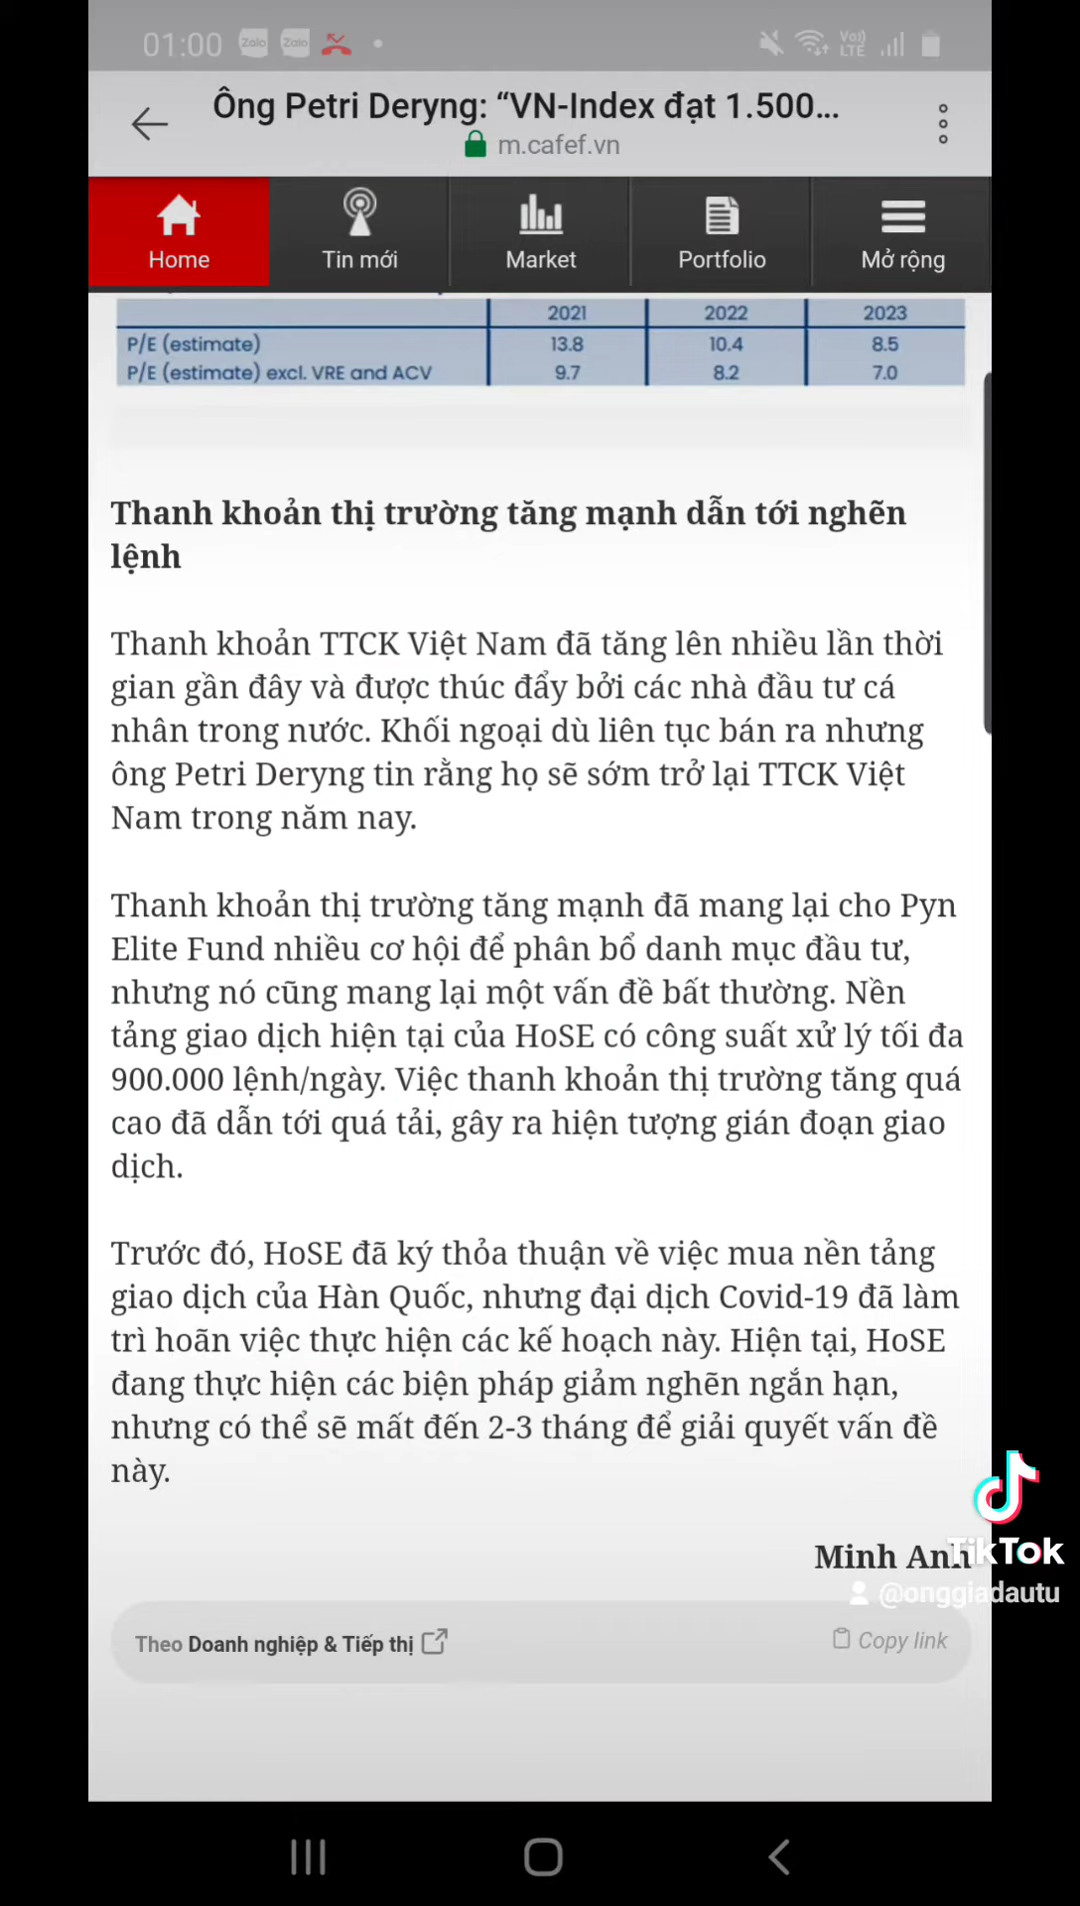 01:00 Zalo Zalo Vo) LTE
Ông Petri Deryng: “VN-Index đạt 1.500...
m.cafef.vn
Home Tin mới Market Portfolio Mở rộng
2021 2022 2023
P/E (estimate) 13.8 10.4 8.5
P/E (estimate) excl. VRE and ACV 9.7 8.2 7.0
Thanh khoản thị trường tăng mạnh dẫn tới nghẽn
lệnh
Thanh khoản TTCK Việt Nam đã tăng lên nhiều lần thời
gian gần đây và được thúc đẩy bởi các nhà đầu tư cá
nhân trong nước. Khối ngoại dù liên tục bán ra nhưng
ông Petri Deryng tin rằng họ sẽ sớm trở lại TTCK Việt
Nam trong năm nay.
Thanh khoản thị trường tăng mạnh đã mang lại cho Pyn
Elite Fund nhiều cơ hội để phân bổ danh mục đầu tư,
nhưng nó cũng mang lại một vấn đề bất thường. Nền
tảng giao dịch hiện tại của HoSE có công suất xử lý tối đa
900.000 lệnh/ngày. Việc thanh khoản thị trường tăng quá
cao đã dẫn tới quá tải, gây ra hiện tượng gián đoạn giao
dịch.
Trước đó, HoSE đã ký thỏa thuận về việc mua nền tảng
giao dịch của Hàn Quốc, nhưng đại dịch Covid-19 đã làm
trì hoãn việc thực hiện các kế hoạch này. Hiện tại, HoSE
đang thực hiện các biện pháp giảm nghẽn ngắn hạn,
nhưng có thể sẽ mất đến 2-3 tháng để giải quyết vấn đề
này.
Minh Anh
TikTok
@onggiadautu
Theo Doanh nghiệp & Tiếp thị Copy link